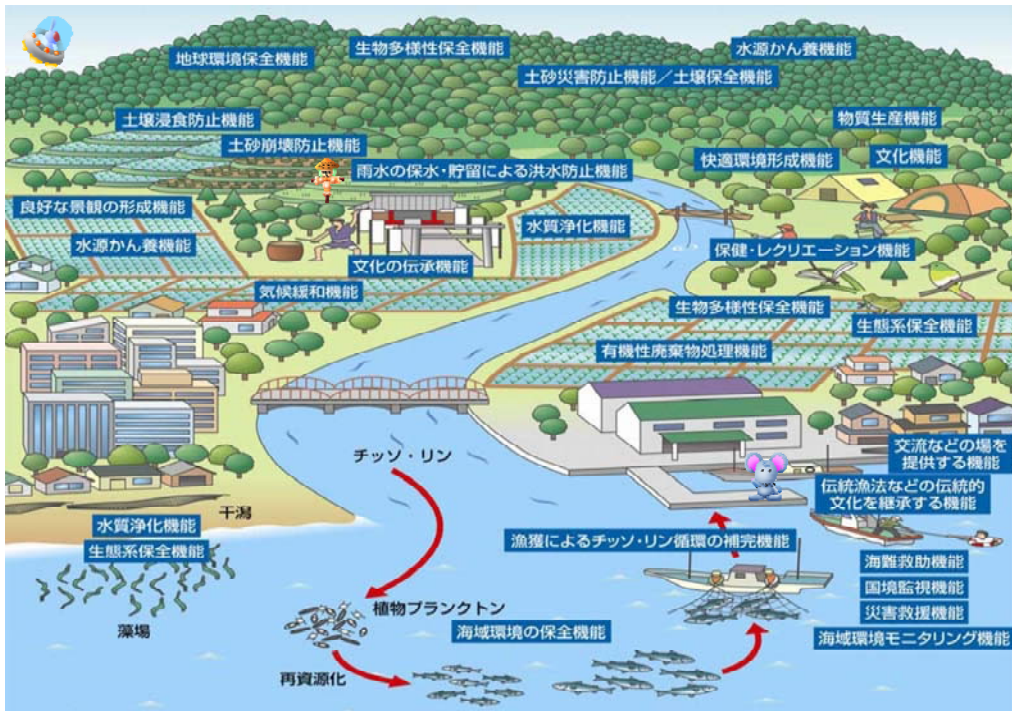 地球環境保全機能
生物多様性保全機能
水源かん養機能
土砂災害防止機能／土壌保全機能
土壌浸食防止機能
物質生産機能
土砂崩壊防止機能
雨水の保水・貯留による洪水防止機能
快適環境形成機能
文化機能
良好な景観の形成機能
水質浄化機能
水源かん養機能
保健・レクリエーション機能
文化の伝承機能
気候緩和機能
生物多様性保全機能
生態系保全機能
有機性廃棄物処理機能
チッソ・リン
交流などの場を
提供する機能
伝統漁法などの伝統的
文化を継承する機能
干潟
水質浄化機能
生態系保全機能
漁獲によるチッソ・リン循環の補完機能
海難救助機能
国境監視機能
災害救援機能
海域環境モニタリング機能
植物プランクトン
藻場
海域環境の保全機能
再資源化